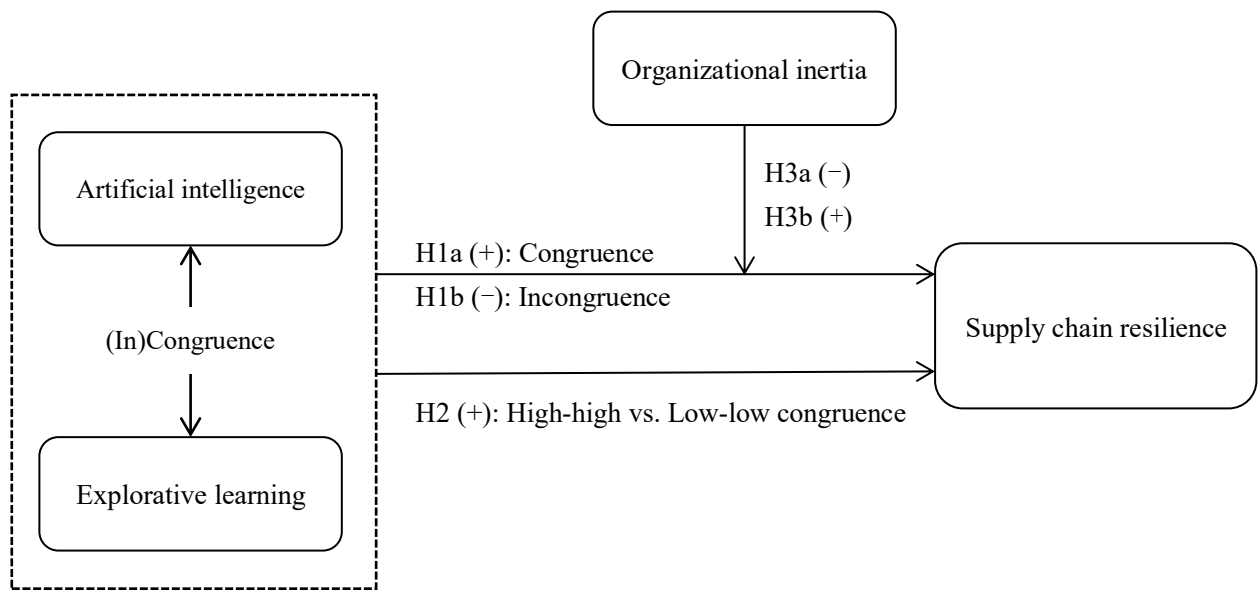 Organizational inertia
Artificial intelligence
H3a (−)
H3b (+)
H1a (+): Congruence
H1b (−): Incongruence
(In)Congruence
Supply chain resilience
H2 (+): High-high vs. Low-low congruence
Explorative learning